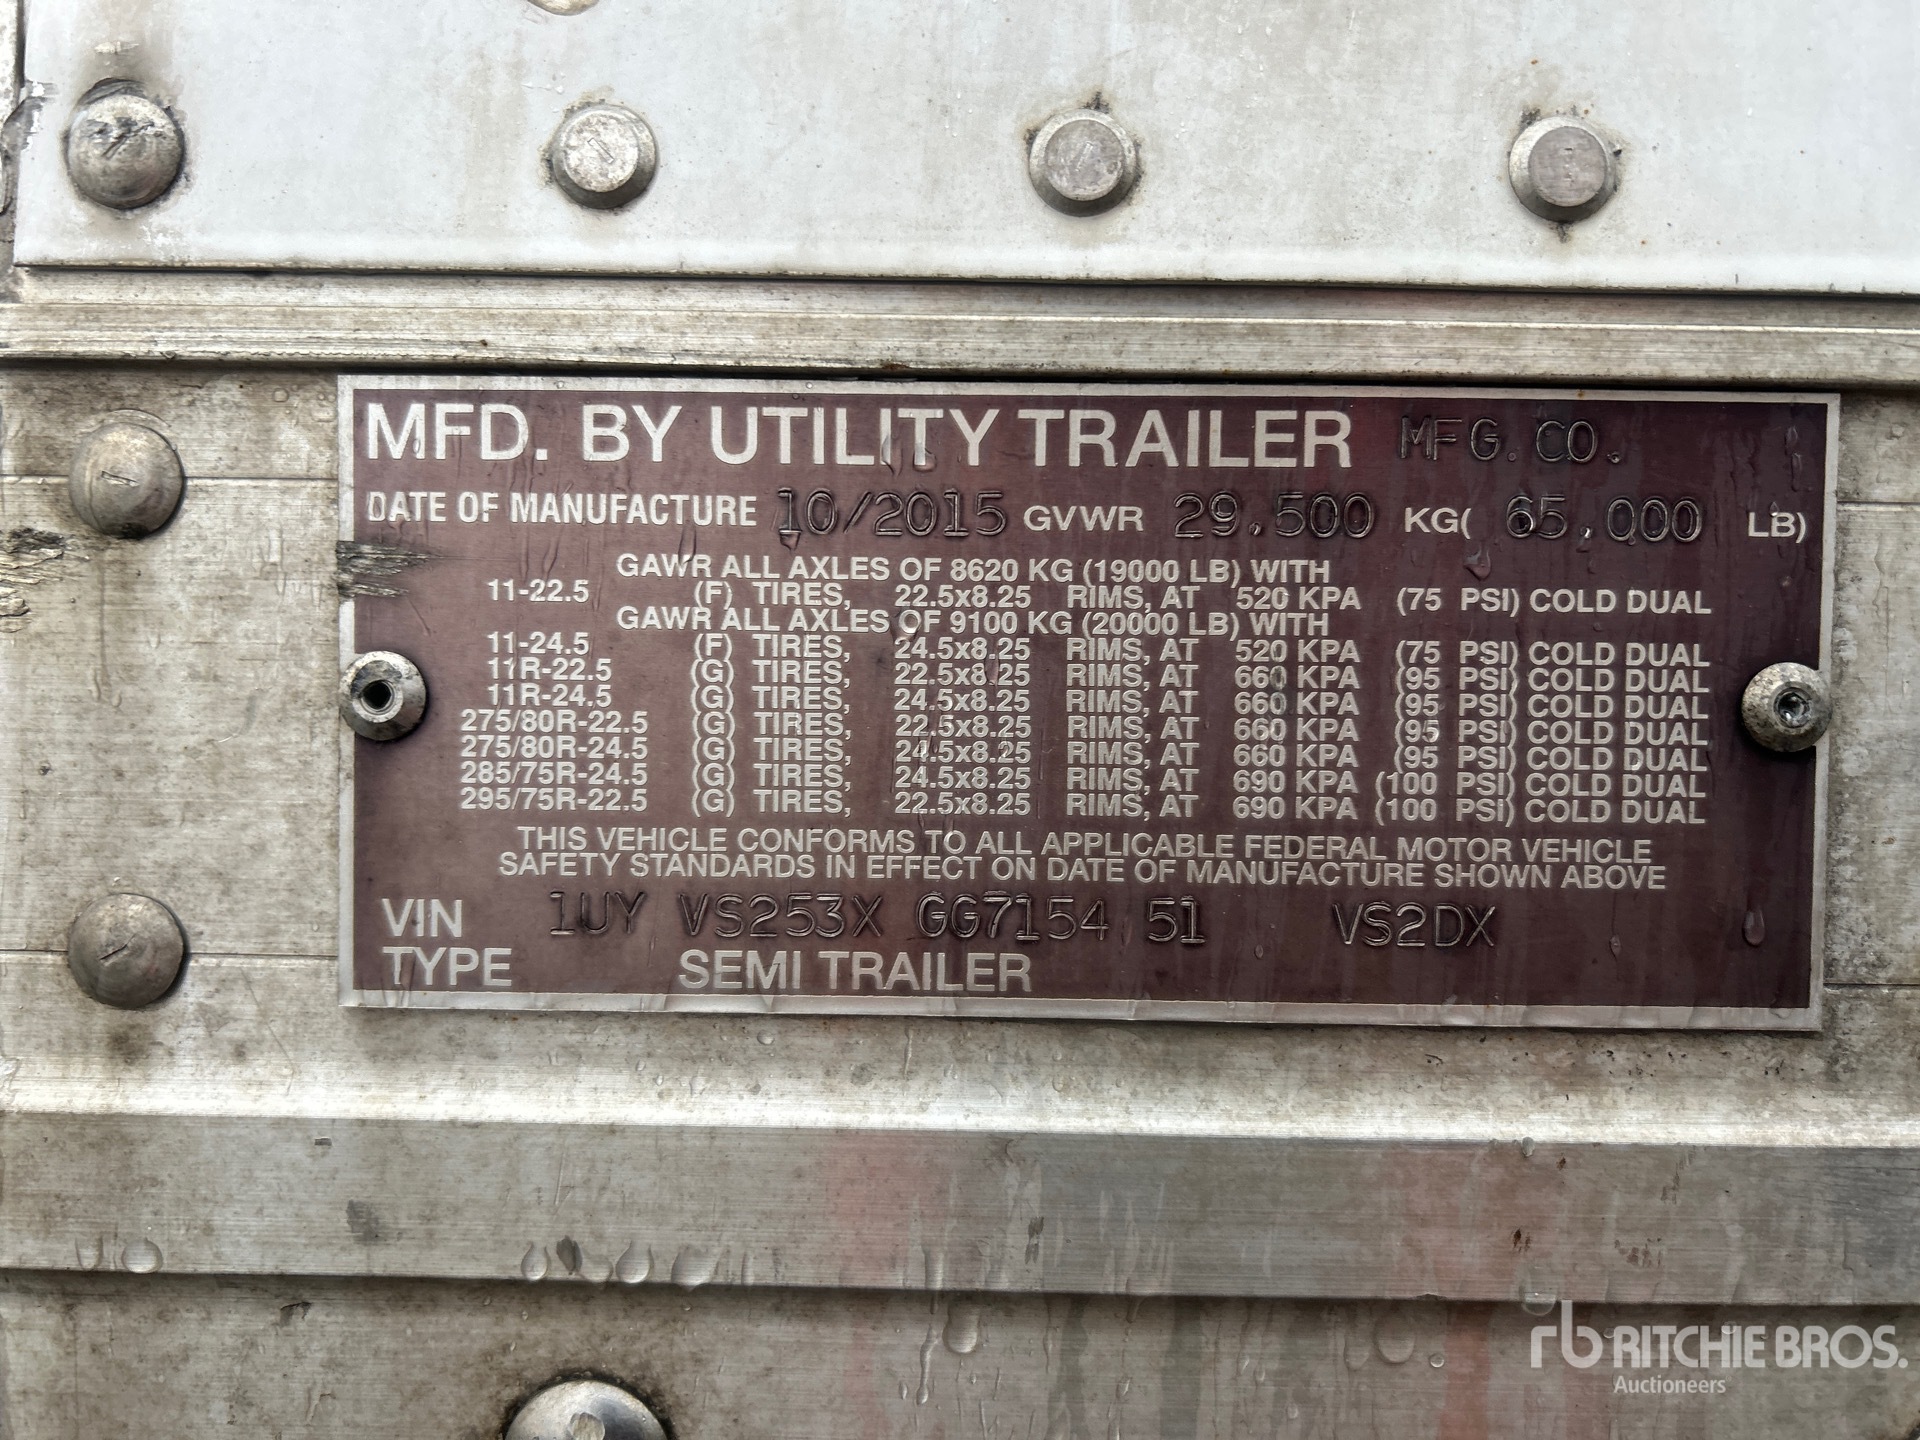 MFD. BY UTILITY TRAILER MFG. CO.
DATE OF MANUFACTURE 10/2015 GVWR 29,500 KG( 65,000 LB)
GAWR ALL AXLES OF 8620 KG (19000 LB) WITH
11-22.5 (F) TIRES, 22.5x8.25 RIMS, AT 520 KPA (75 PSI) COLD DUAL
GAWR ALL AXLES OF 9100 KG (20000 LB) WITH
11-24.5 (F) TIRES, 24.5x8.25 RIMS, AT 520 KPA (75 PSI) COLD DUAL
11R-22.5 (G) TIRES, 22.5x8.25 RIMS, AT 660 KPA (95 PSI) COLD DUAL
11R-24.5 (G) TIRES, 24.5x8.25 RIMS, AT 660 KPA (95 PSI) COLD DUAL
275/80R-22.5 (G) TIRES, 22.5x8.25 RIMS, AT 660 KPA (95 PSI) COLD DUAL
275/80R-24.5 (G) TIRES, 24.5x8.25 RIMS, AT 660 KPA (95 PSI) COLD DUAL
285/75R-24.5 (G) TIRES, 24.5x8.25 RIMS, AT 690 KPA (100 PSI) COLD DUAL
295/75R-22.5 (G) TIRES, 22.5x8.25 RIMS, AT 690 KPA (100 PSI) COLD DUAL
THIS VEHICLE CONFORMS TO ALL APPLICABLE FEDERAL MOTOR VEHICLE
SAFETY STANDARDS IN EFFECT ON DATE OF MANUFACTURE SHOWN ABOVE
VIN 1UY VS253X GG7154 51 VS2DX
TYPE SEMI TRAILER
rb RITCHIE BROS.
Auctioneers